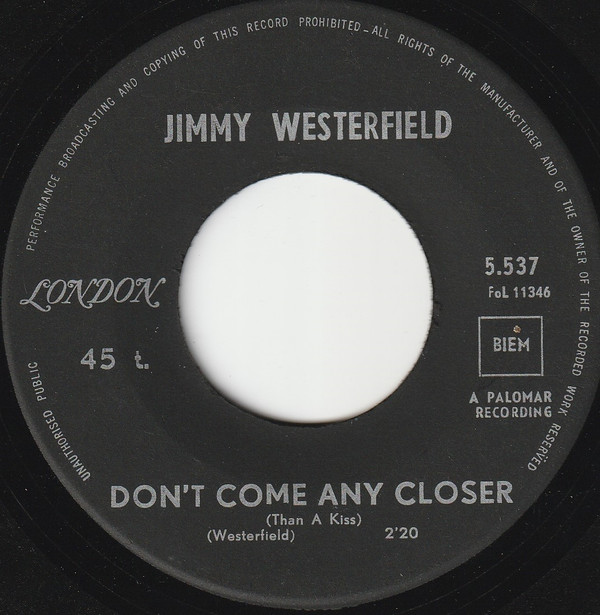 UNAUTHORISED PUBLIC PERFORMANCE BROADCASTING AND COPYING OF THIS RECORD PROHIBITED - ALL RIGHTS OF THE MANUFACTURER AND OF THE OWNER OF THE RECORDED WORK RESERVED
JIMMY WESTERFIELD
LONDON
45 t.
5.537
FoL 11346
BIEM
A PALOMAR
RECORDING
DON'T COME ANY CLOSER
(Than A Kiss)
(Westerfield) 2'20